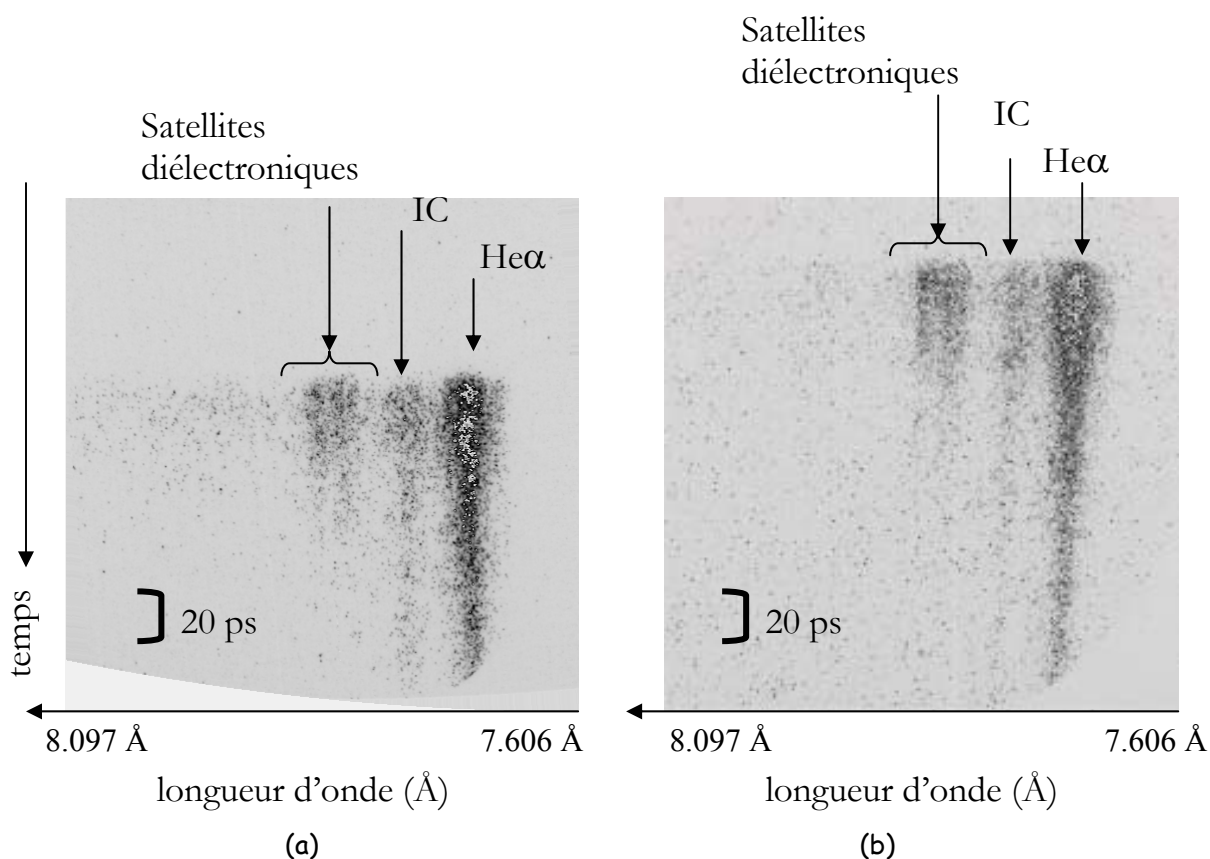 Satellites
diélectroniques
IC
Heα
temps
20 ps
8.097 Å
7.606 Å
longueur d’onde (Å)
(a)
Satellites
diélectroniques
IC
Heα
20 ps
8.097 Å
7.606 Å
longueur d’onde (Å)
(b)